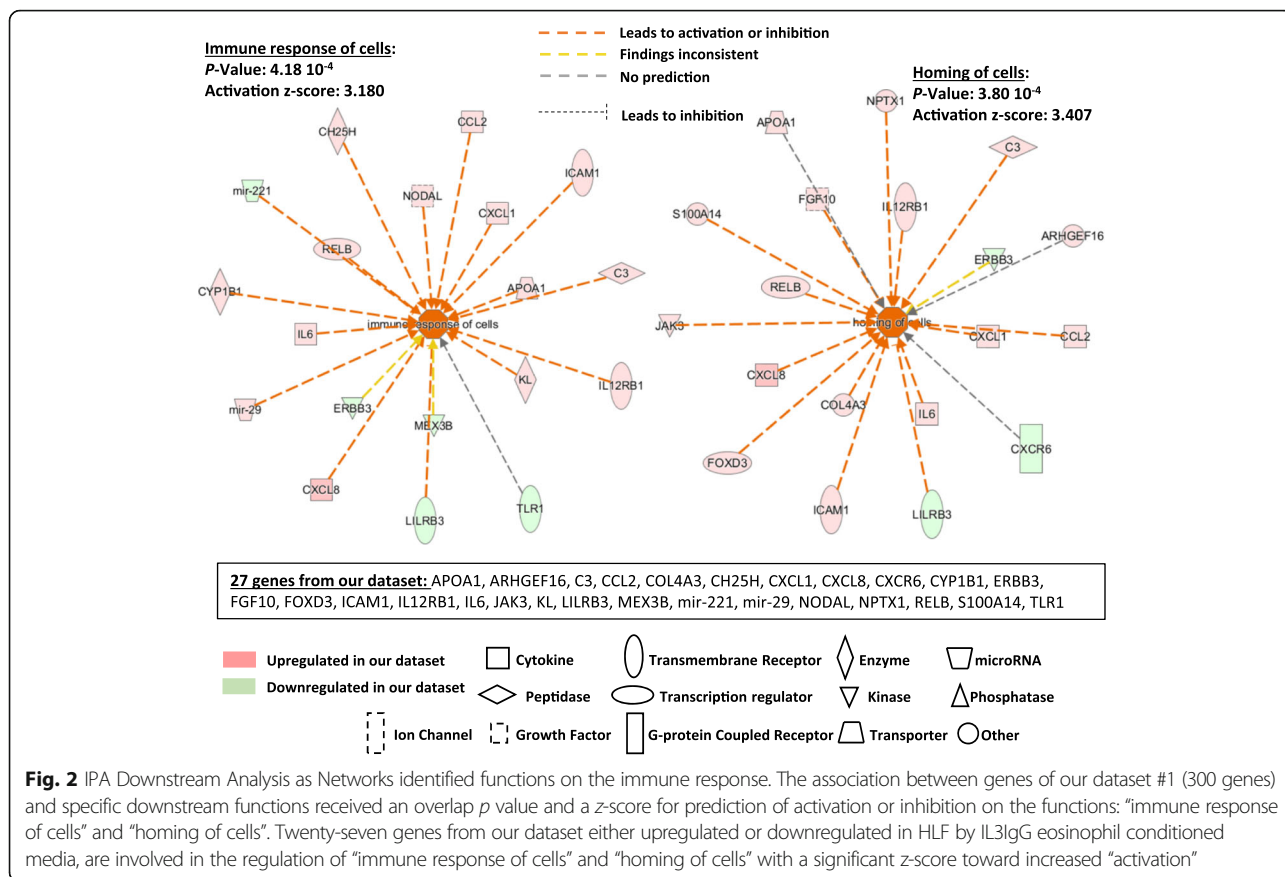 Immune response of cells:
P-Value: 4.18 10-4
Activation z-score: 3.180
Leads to activation or inhibition
Findings inconsistent
No prediction
Leads to inhibition
Homing of cells:
P-Value: 3.80 10-4
Activation z-score: 3.407
CH25H
CCL2
ICAM1
mir-221
NODAL
CXCL1
RELB
CYP1B1
APOA1
C3
immune response of cells
IL6
KL
IL12RB1
mir-29
ERBB3
MEX3B
CXCL8
LILRB3
TLR1
NPTX1
APOA1
C3
FGF10
IL12RB1
S100A14
ARHGEF16
ERBB3
RELB
JAK3
homing of cells
CXCL1
CCL2
CXCL8
COL4A3
IL6
CXCR6
FOXD3
ICAM1
LILRB3
27 genes from our dataset: APOA1, ARHGEF16, C3, CCL2, COL4A3, CH25H, CXCL1, CXCL8, CXCR6, CYP1B1, ERBB3,
FGF10, FOXD3, ICAM1, IL12RB1, IL6, JAK3, KL, LILRB3, MEX3B, mir-221, mir-29, NODAL, NPTX1, RELB, S100A14, TLR1
Upregulated in our dataset
Cytokine
Transmembrane Receptor
Enzyme
microRNA
Downregulated in our dataset
Peptidase
Transcription regulator
Kinase
Phosphatase
Ion Channel
Growth Factor
G-protein Coupled Receptor
Transporter
Other
Fig. 2 IPA Downstream Analysis as Networks identified functions on the immune response. The association between genes of our dataset #1 (300 genes)
and specific downstream functions received an overlap p value and a z-score for prediction of activation or inhibition on the functions: “immune response
of cells” and “homing of cells”. Twenty-seven genes from our dataset either upregulated or downregulated in HLF by IL3IgG eosinophil conditioned
media, are involved in the regulation of “immune response of cells” and “homing of cells” with a significant z-score toward increased “activation”